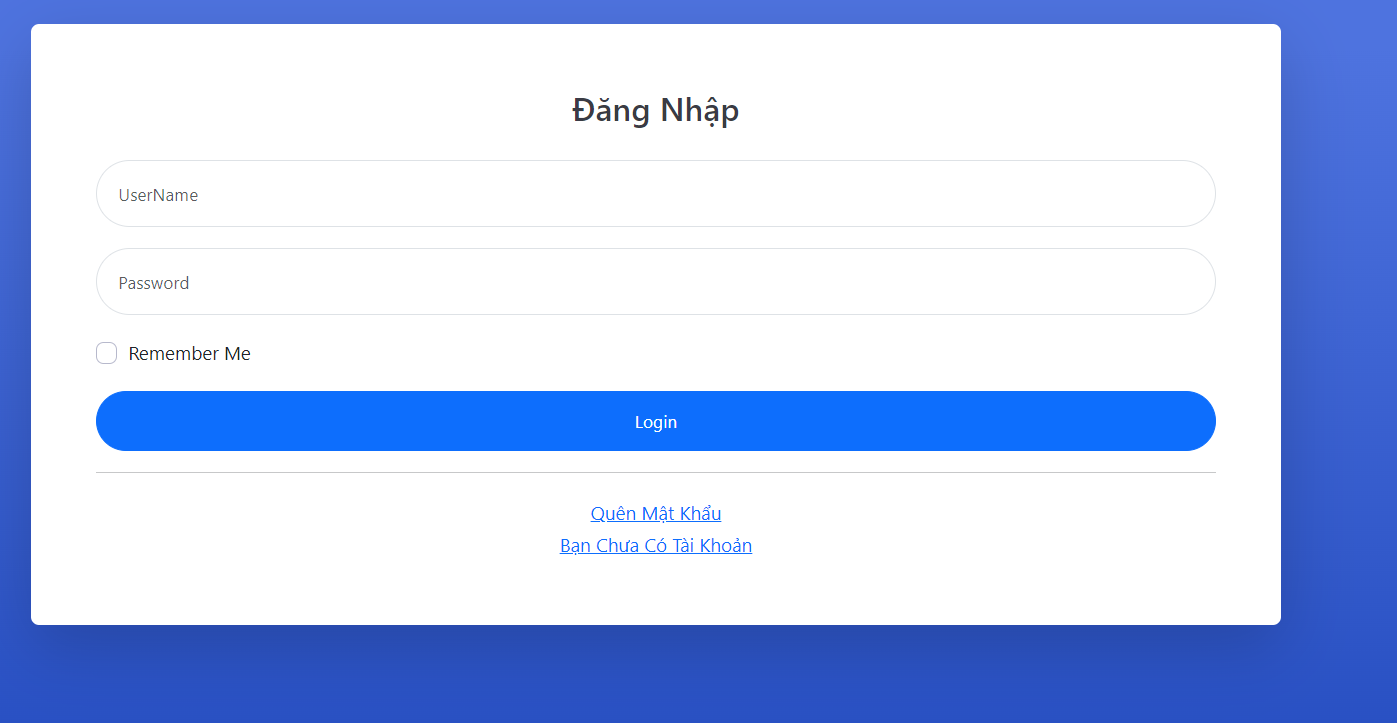 Đăng Nhập
UserName
Password
Remember Me
Login
Quên Mật Khẩu
Bạn Chưa Có Tài Khoản